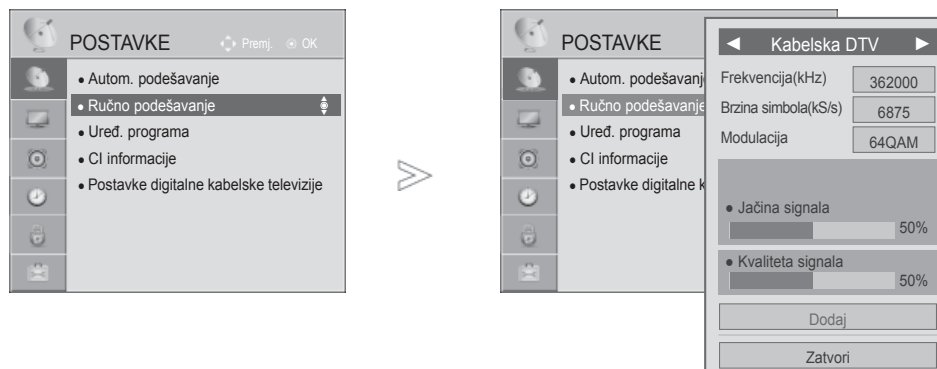 POSTAVKE Premj. OK
• Autom. podešavanje
• Ručno podešavanje
• Uređ. programa
• CI informacije
• Postavke digitalne kabelske televizije
POSTAVKE
• Autom. podešavanj
• Ručno podešavanje
• Uređ. programa
• CI informacije
• Postavke digitalne k
◄ Kabelska DTV ►
Frekvencija(kHz) 362000
Brzina simbola(kS/s) 6875
Modulacija 64QAM
• Jačina signala
50%
• Kvaliteta signala
50%
Dodaj
Zatvori